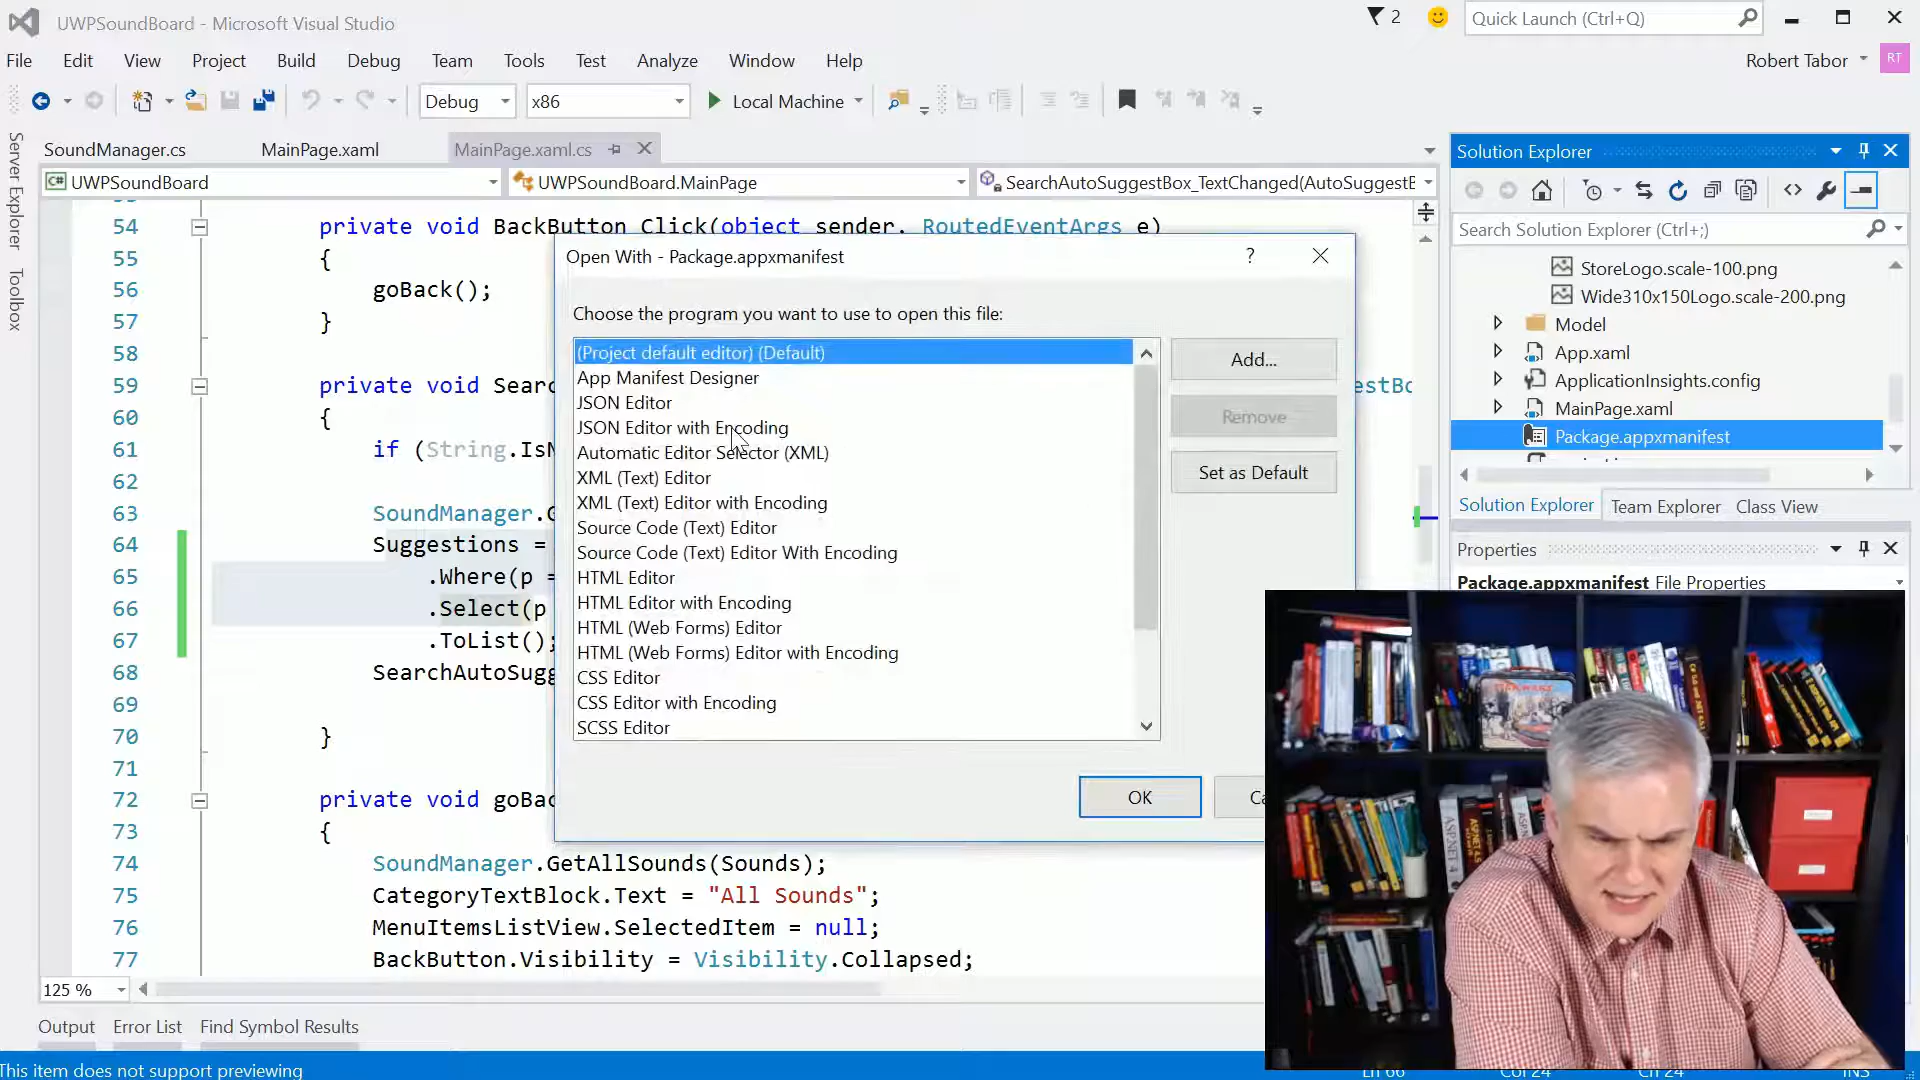 UWPSoundBoard - Microsoft Visual Studio
2
Quick Launch (Ctrl+Q)
File Edit View Project Build Debug Team Tools Test Analyze Window Help
Robert Tabor
RT
Debug x86 Local Machine
Server Explorer
Toolbox
SoundManager.cs MainPage.xaml MainPage.xaml.cs
UWPSoundBoard UWPSoundBoard.MainPage SearchAutoSuggestBox_TextChanged(AutoSuggestB
54 private void BackButton_Click(object sender, RoutedEventArgs e)
55 {
56 goBack();
57 }
58
59 private void Sear estBo
60 {
61 if (String.IsN
62
63 SoundManager.G
64 Suggestions =
65 .Where(p =
66 .Select(p
67 .ToList();
68 SearchAutoSugg
69
70 }
71
72 private void goBac
73 {
74 SoundManager.GetAllSounds(Sounds);
75 CategoryTextBlock.Text = "All Sounds";
76 MenuItemsListView.SelectedItem = null;
77 BackButton.Visibility = Visibility.Collapsed;
125 %
Output Error List Find Symbol Results
This item does not support previewing
Ln 66 Col 24 Ch 24 INS
Open With - Package.appxmanifest
?
Choose the program you want to use to open this file:
(Project default editor) (Default)
App Manifest Designer
JSON Editor
JSON Editor with Encoding
Automatic Editor Selector (XML)
XML (Text) Editor
XML (Text) Editor with Encoding
Source Code (Text) Editor
Source Code (Text) Editor With Encoding
HTML Editor
HTML Editor with Encoding
HTML (Web Forms) Editor
HTML (Web Forms) Editor with Encoding
CSS Editor
CSS Editor with Encoding
SCSS Editor
Add...
Remove
Set as Default
OK
Ca
Solution Explorer
Search Solution Explorer (Ctrl+;)
StoreLogo.scale-100.png
Wide310x150Logo.scale-200.png
Model
App.xaml
ApplicationInsights.config
MainPage.xaml
Package.appxmanifest
Solution Explorer Team Explorer Class View
Properties
Package.appxmanifest File Properties